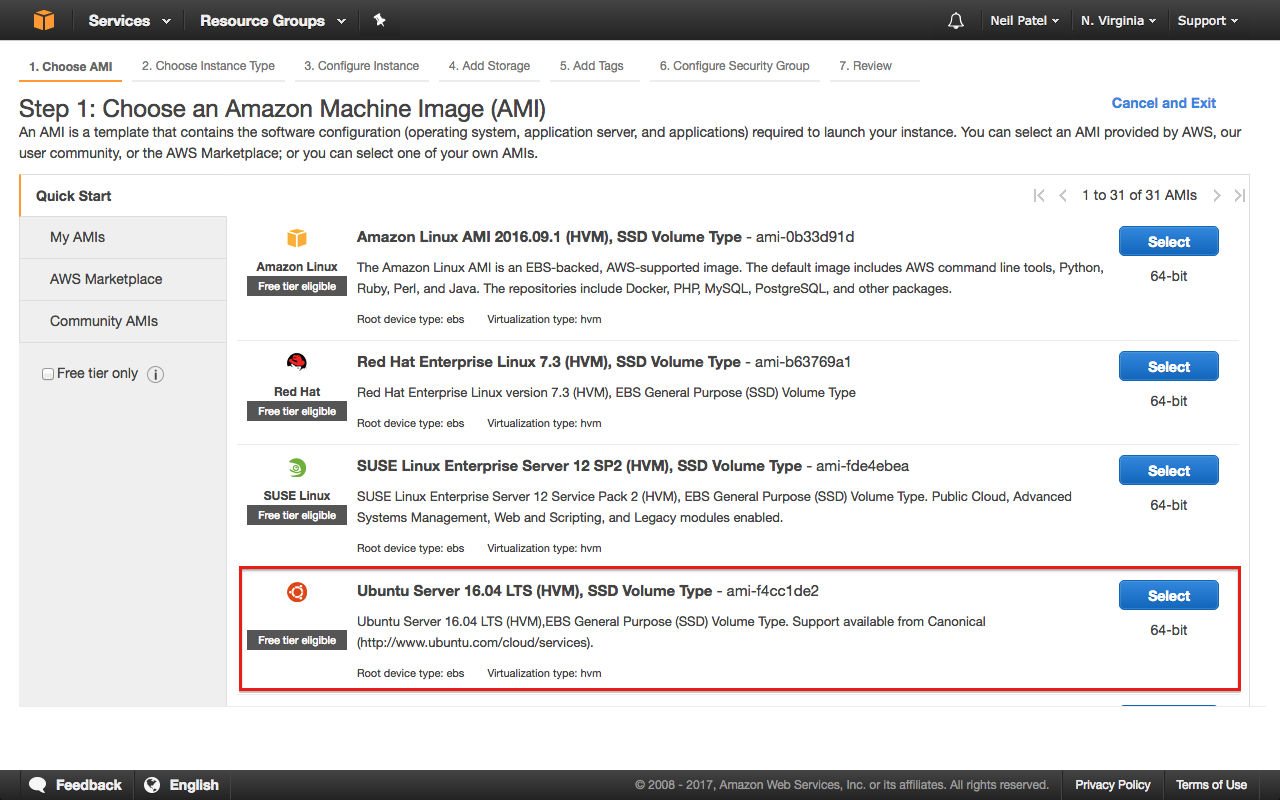 Services Resource Groups Neil Patel N. Virginia Support
1. Choose AMI 2. Choose Instance Type 3. Configure Instance 4. Add Storage 5. Add Tags 6. Configure Security Group 7. Review
Step 1: Choose an Amazon Machine Image (AMI)
Cancel and Exit
An AMI is a template that contains the software configuration (operating system, application server, and applications) required to launch your instance. You can select an AMI provided by AWS, our
user community, or the AWS Marketplace; or you can select one of your own AMIs.
Quick Start
My AMIs
AWS Marketplace
Community AMIs
Free tier only
1 to 31 of 31 AMIs
Amazon Linux
Free tier eligible
Amazon Linux AMI 2016.09.1 (HVM), SSD Volume Type - ami-0b33d91d
The Amazon Linux AMI is an EBS-backed, AWS-supported image. The default image includes AWS command line tools, Python,
Ruby, Perl, and Java. The repositories include Docker, PHP, MySQL, PostgreSQL, and other packages.
Root device type: ebs Virtualization type: hvm
Select
64-bit
Red Hat
Free tier eligible
Red Hat Enterprise Linux 7.3 (HVM), SSD Volume Type - ami-b63769a1
Red Hat Enterprise Linux version 7.3 (HVM), EBS General Purpose (SSD) Volume Type
Root device type: ebs Virtualization type: hvm
Select
64-bit
SUSE Linux
Free tier eligible
SUSE Linux Enterprise Server 12 SP2 (HVM), SSD Volume Type - ami-fde4ebea
SUSE Linux Enterprise Server 12 Service Pack 2 (HVM), EBS General Purpose (SSD) Volume Type. Public Cloud, Advanced
Systems Management, Web and Scripting, and Legacy modules enabled.
Root device type: ebs Virtualization type: hvm
Select
64-bit
Free tier eligible
Ubuntu Server 16.04 LTS (HVM), SSD Volume Type - ami-f4cc1de2
Ubuntu Server 16.04 LTS (HVM),EBS General Purpose (SSD) Volume Type. Support available from Canonical
(http://www.ubuntu.com/cloud/services).
Root device type: ebs Virtualization type: hvm
Select
64-bit
Feedback English © 2008 - 2017, Amazon Web Services, Inc. or its affiliates. All rights reserved. Privacy Policy Terms of Use